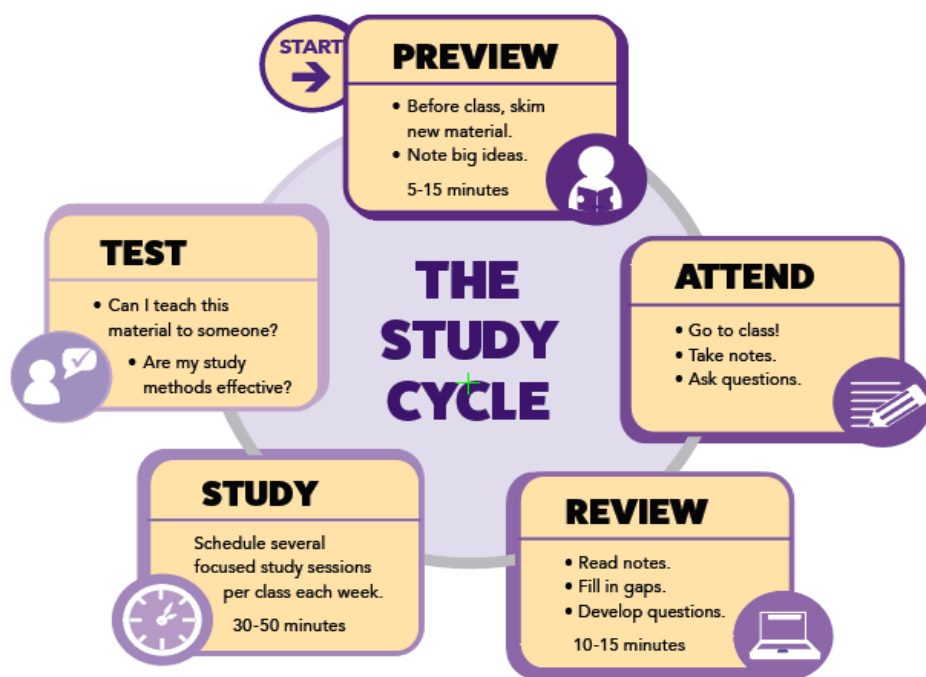 START
PREVIEW
• Before class, skim
new material.
• Note big ideas.
5-15 minutes
ATTEND
• Go to class!
• Take notes.
• Ask questions.
REVIEW
• Read notes.
• Fill in gaps.
• Develop questions.
10-15 minutes
STUDY
Schedule several
focused study sessions
per class each week.
30-50 minutes
TEST
• Can I teach this
material to someone?
• Are my study
methods effective?
THE
STUDY
CYCLE